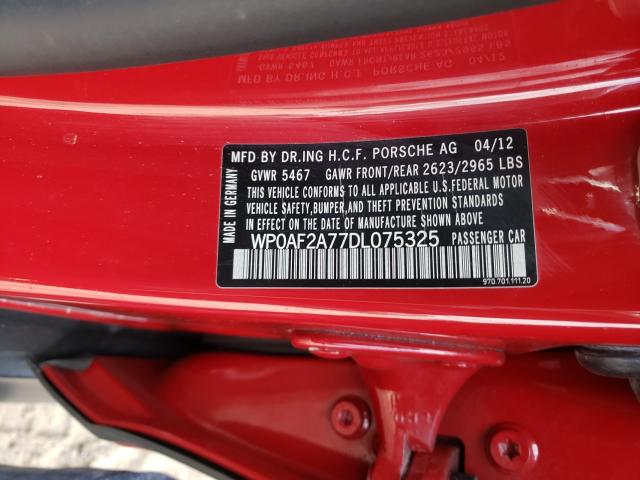 MFD BY DR.ING H.C.F. PORSCHE AG 04/12
GVWR 5467 GAWR FRONT/REAR 2623/2965 LBS
THIS VEHICLE CONFORMS TO ALL APPLICABLE U.S.FEDERAL MOTOR
VEHICLE SAFETY,BUMPER,AND THEFT PREVENTION STANDARDS
IN EFFECT ON THE DATE OF MANUFACTURE SHOWN ABOVE
WP0AF2A77DL075325 PASSENGER CAR
970.701.111.20
MADE IN GERMANY